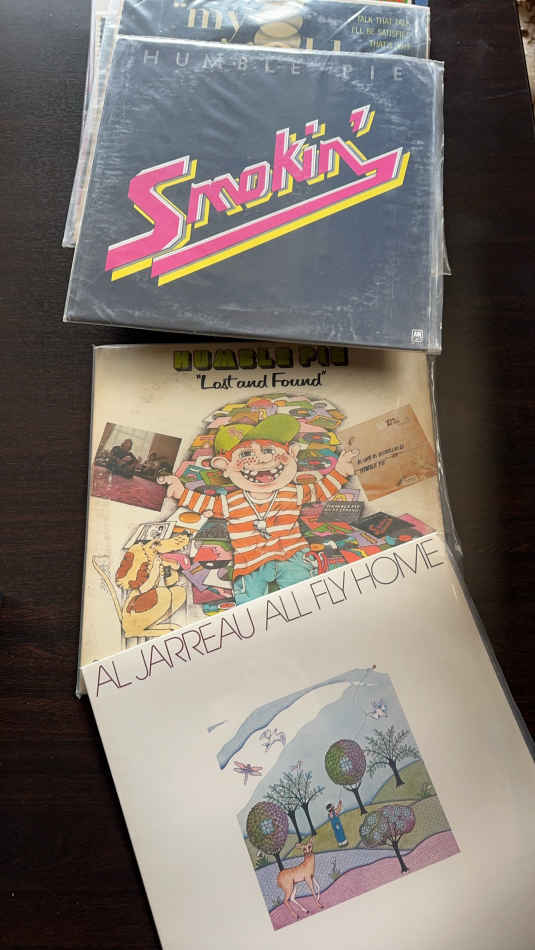 "my
TALK THAT TALK
I'LL BE SATISFIED
HUMBLE PIE
Smokin'
A&M
HUMBLE PIE
"Lost and Found"
AL JARREAU ALL FLY HOME